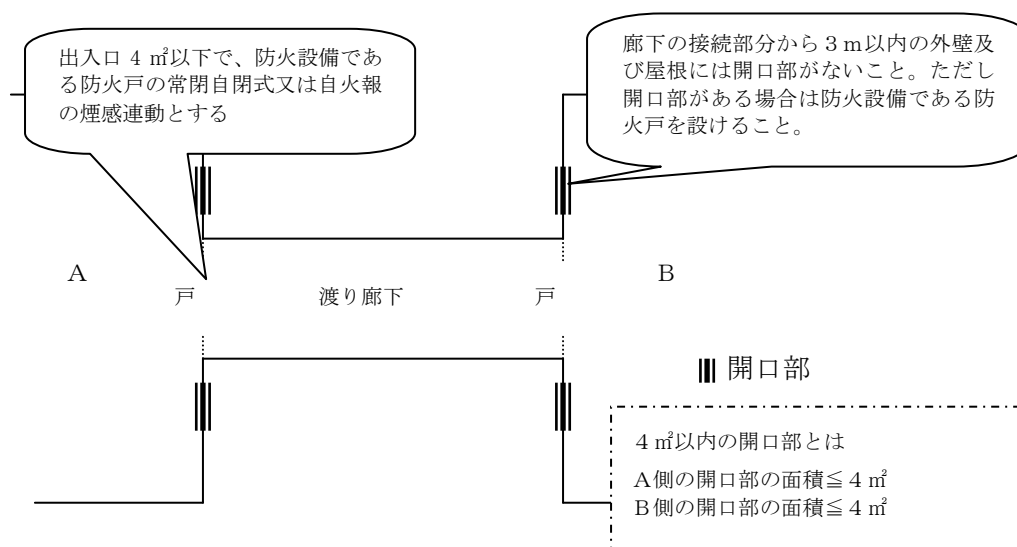 出入口 4 ㎡以下で、防火設備であ
る防火戸の常閉自閉式又は自火報
の煙感連動とする
廊下の接続部分から３ｍ以内の外壁及
び屋根には開口部がないこと。ただし
開口部がある場合は防火設備である防
火戸を設けること。
Ａ
戸
渡り廊下
戸
Ｂ
開口部
４㎡以内の開口部とは
Ａ側の開口部の面積≦４㎡
Ｂ側の開口部の面積≦４㎡